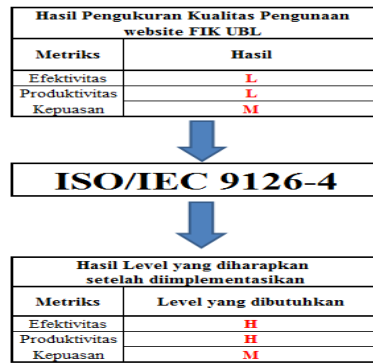 Hasil Pengukuran Kualitas Pengunaan
website FIK UBL
Metriks Hasil
Efektivitas L
Produktivitas L
Kepuasan M
ISO/IEC 9126-4
Hasil Level yang diharapkan
setelah diimplementasikan
Metriks Level yang dibutuhkan
Efektivitas H
Produktivitas H
Kepuasan M